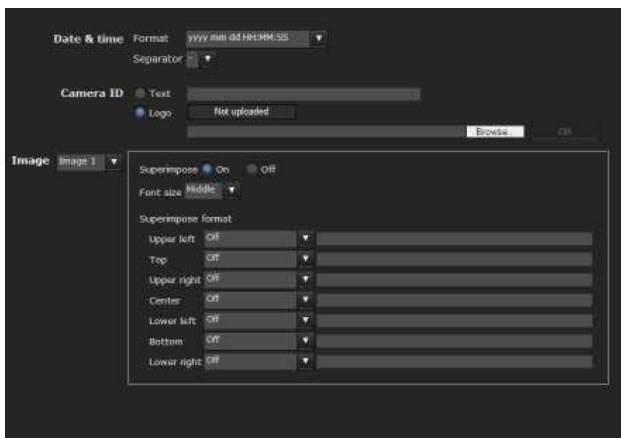 Date & time Format yyyy mm dd HH:MM:SS
Separator -
Camera ID Text
Logo Not uploaded
Browse... OK
Image Image 1
Superimpose On Off
Font size Middle
Superimpose format
Upper left Off
Top Off
Upper right Off
Center Off
Lower left Off
Bottom Off
Lower right Off